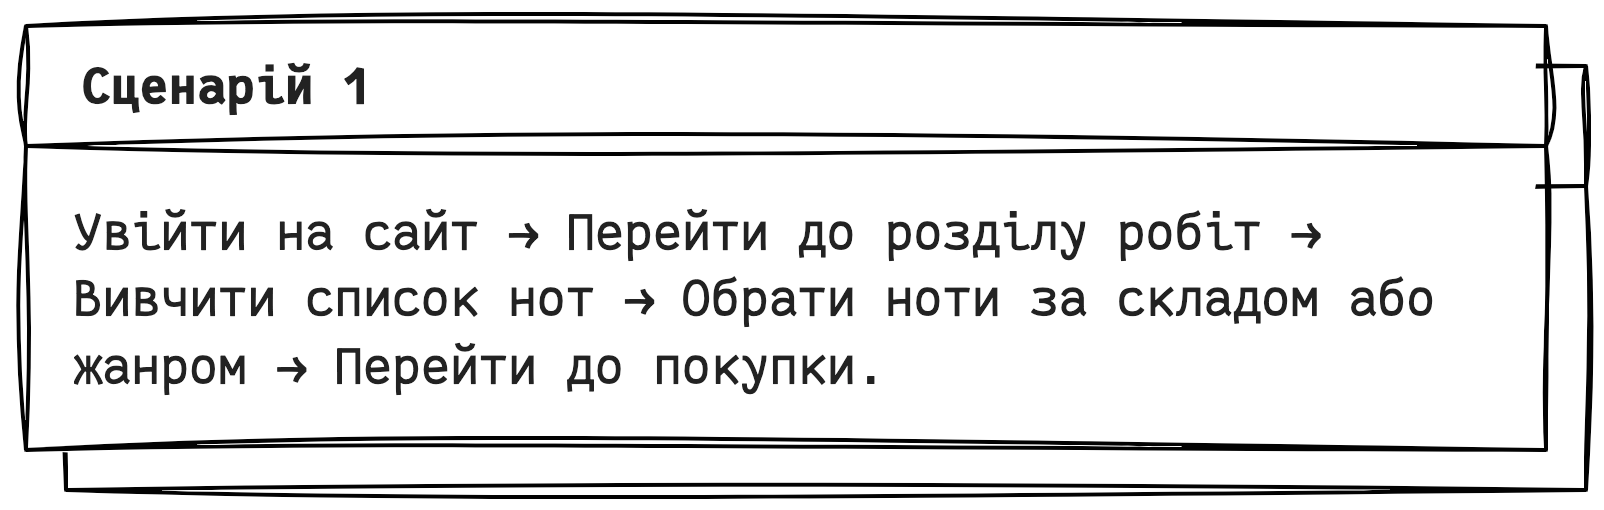 Сценарій 1
Увійти на сайт → Перейти до розділу робіт →
Вивчити список нот → Обрати ноти за складом або
жанром → Перейти до покупки.